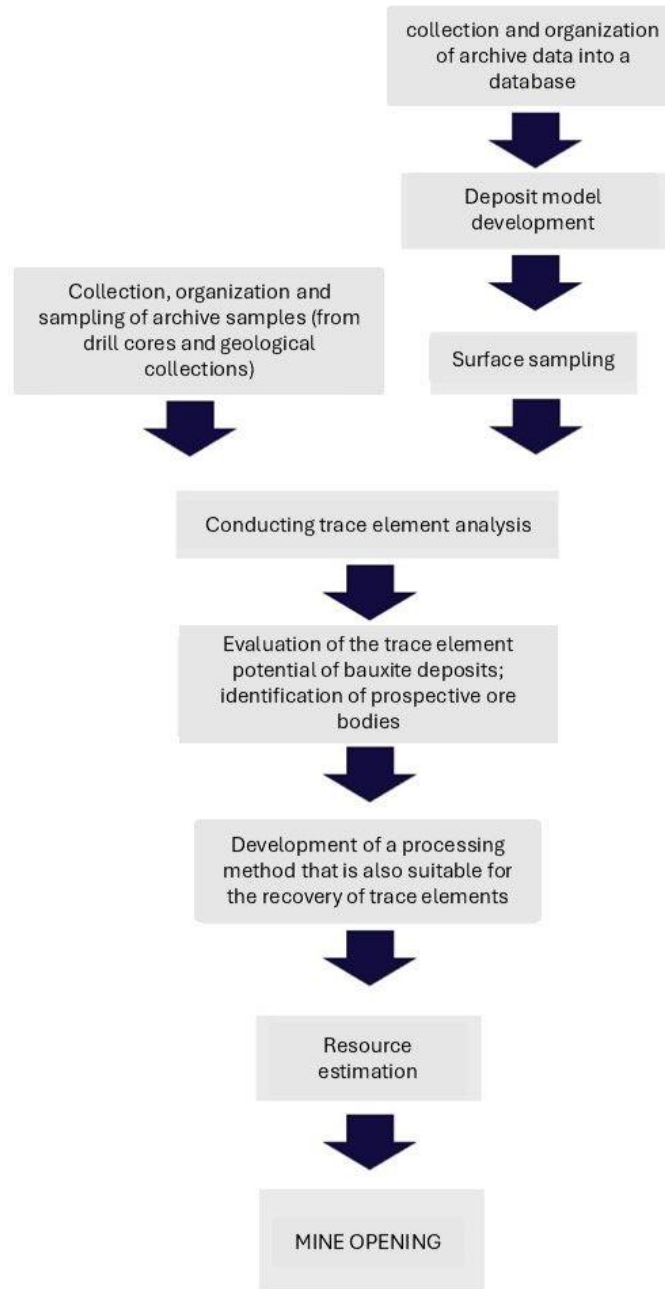 collection and organization
of archive data into a
database
Deposit model
development
Collection, organization and
sampling of archive samples (from
drill cores and geological
collections)
Surface sampling
Conducting trace element analysis
Evaluation of the trace element
potential of bauxite deposits;
identification of prospective ore
bodies
Development of a processing
method that is also suitable for
the recovery of trace elements
Resource
estimation
MINE OPENING